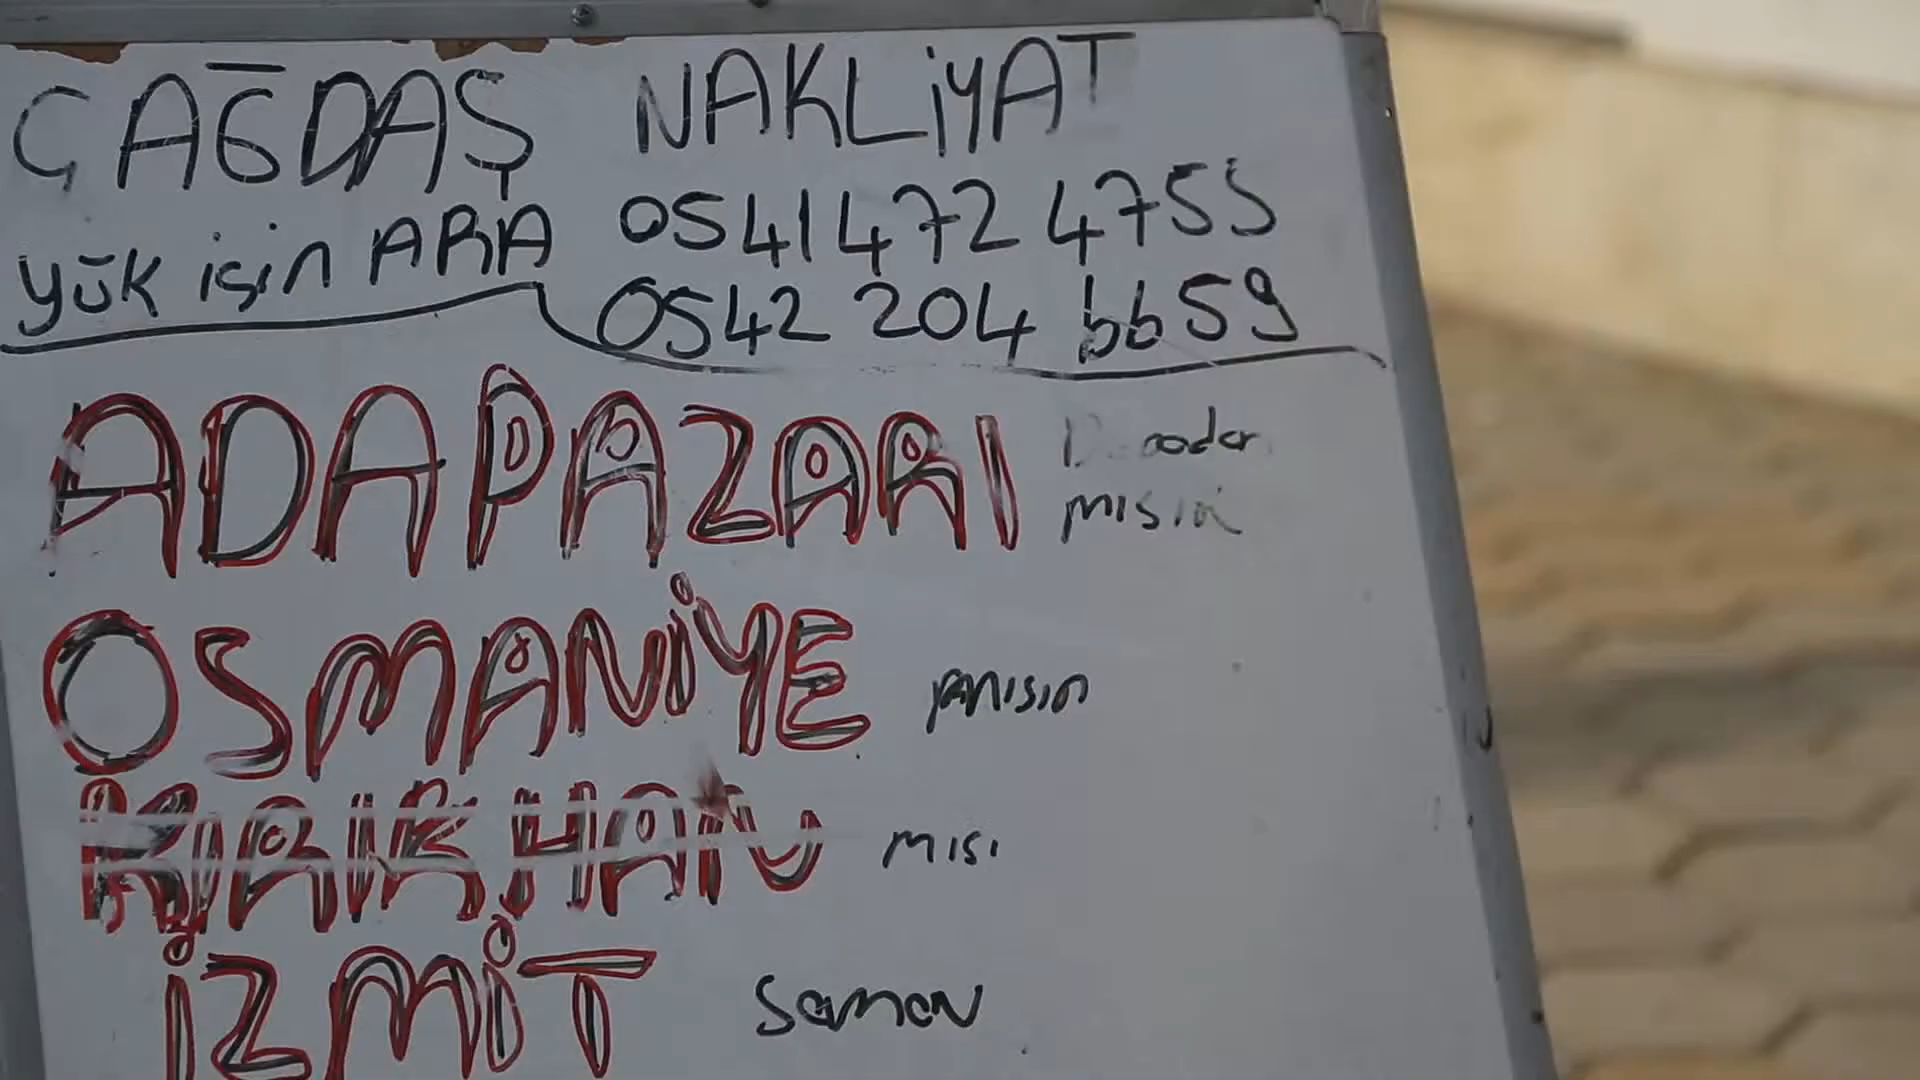 ÇAĞDAŞ NAKLİYAT
yük için ARA 0541 472 4755
0542 204 6659
ADAPAZARI
mısır
OSMANİYE
KIRIKHAN mısı
İZMİT saman